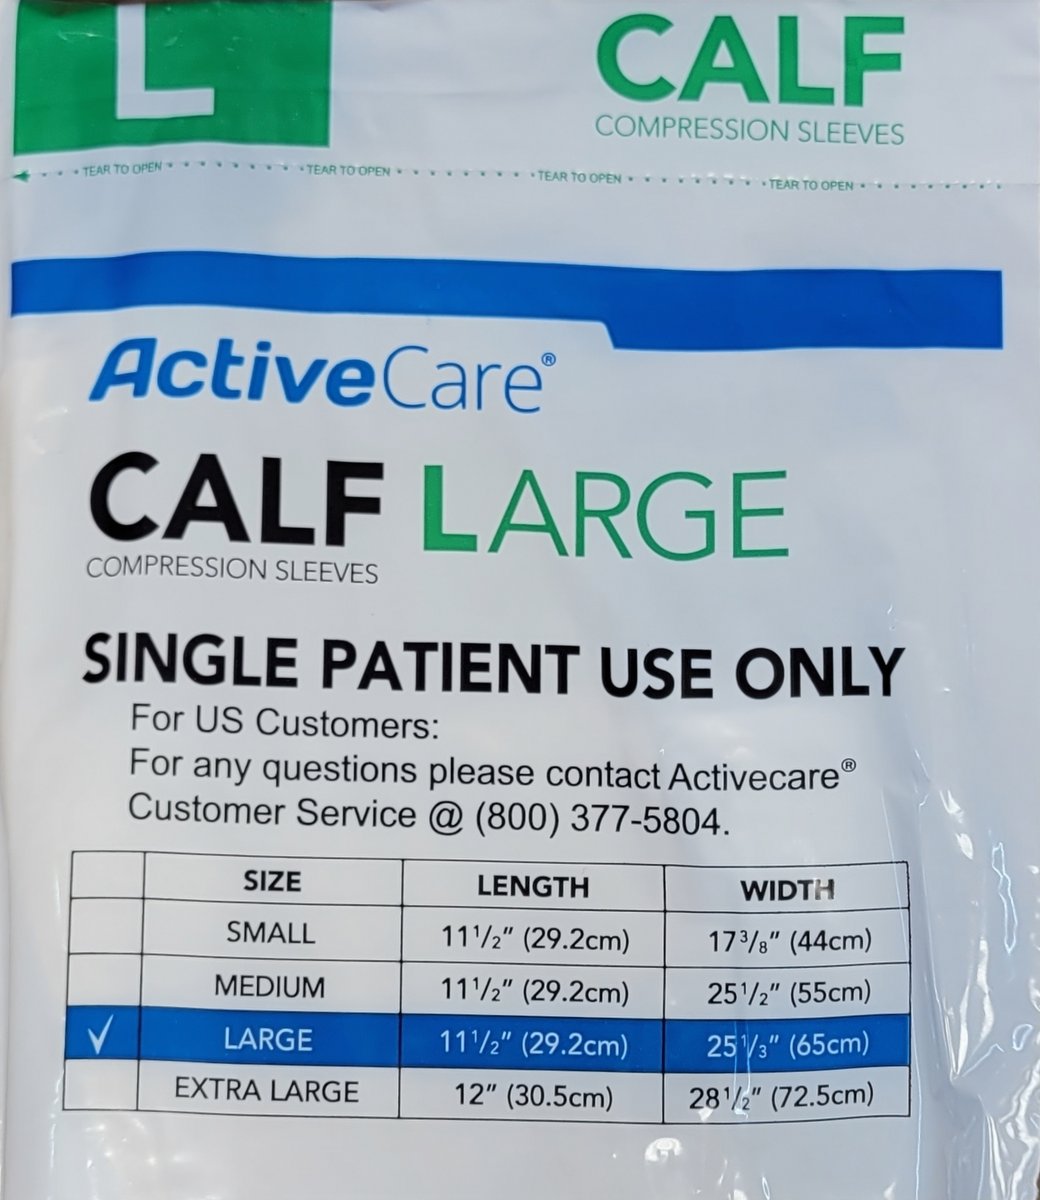 L
CALF
COMPRESSION SLEEVES
TEAR TO OPEN TEAR TO OPEN TEAR TO OPEN TEAR TO OPEN
ActiveCare®
CALF LARGE
COMPRESSION SLEEVES
SINGLE PATIENT USE ONLY
For US Customers:
For any questions please contact Activecare®
Customer Service @ (800) 377-5804.
SIZE LENGTH WIDTH
SMALL 11 1/2" (29.2cm) 17 3/8" (44cm)
MEDIUM 11 1/2" (29.2cm) 25 1/2" (55cm)
✓ LARGE 11 1/2" (29.2cm) 25 1/3" (65cm)
EXTRA LARGE 12" (30.5cm) 28 1/2" (72.5cm)